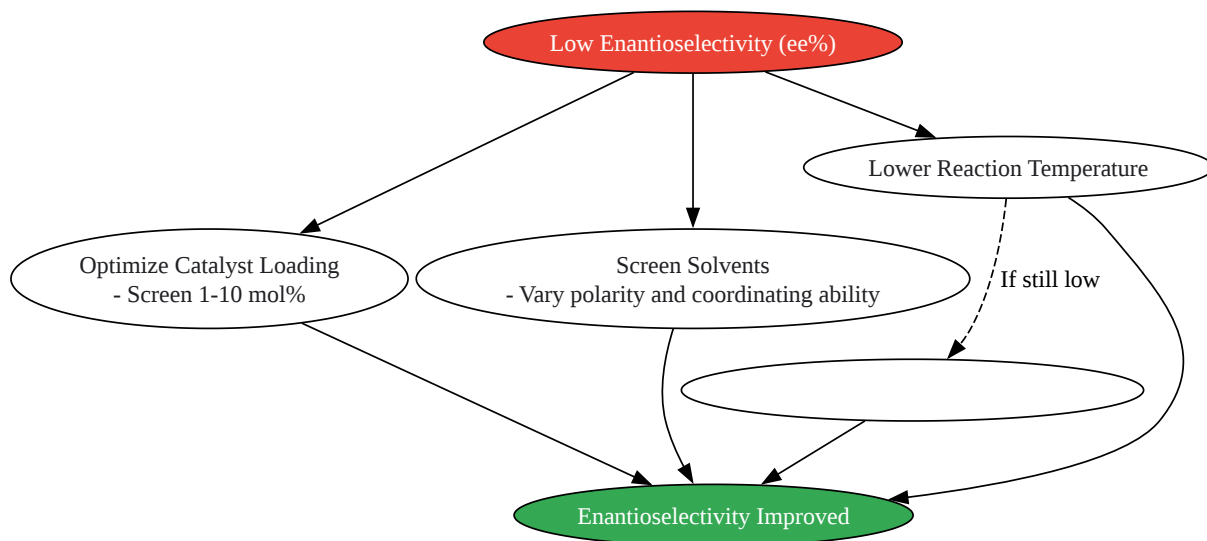 Low Enantioselectivity (ee%)
Lower Reaction Temperature
Optimize Catalyst Loading
- Screen 1-10 mol%
Screen Solvents
- Vary polarity and coordinating ability
If still low
Enantioselectivity Improved